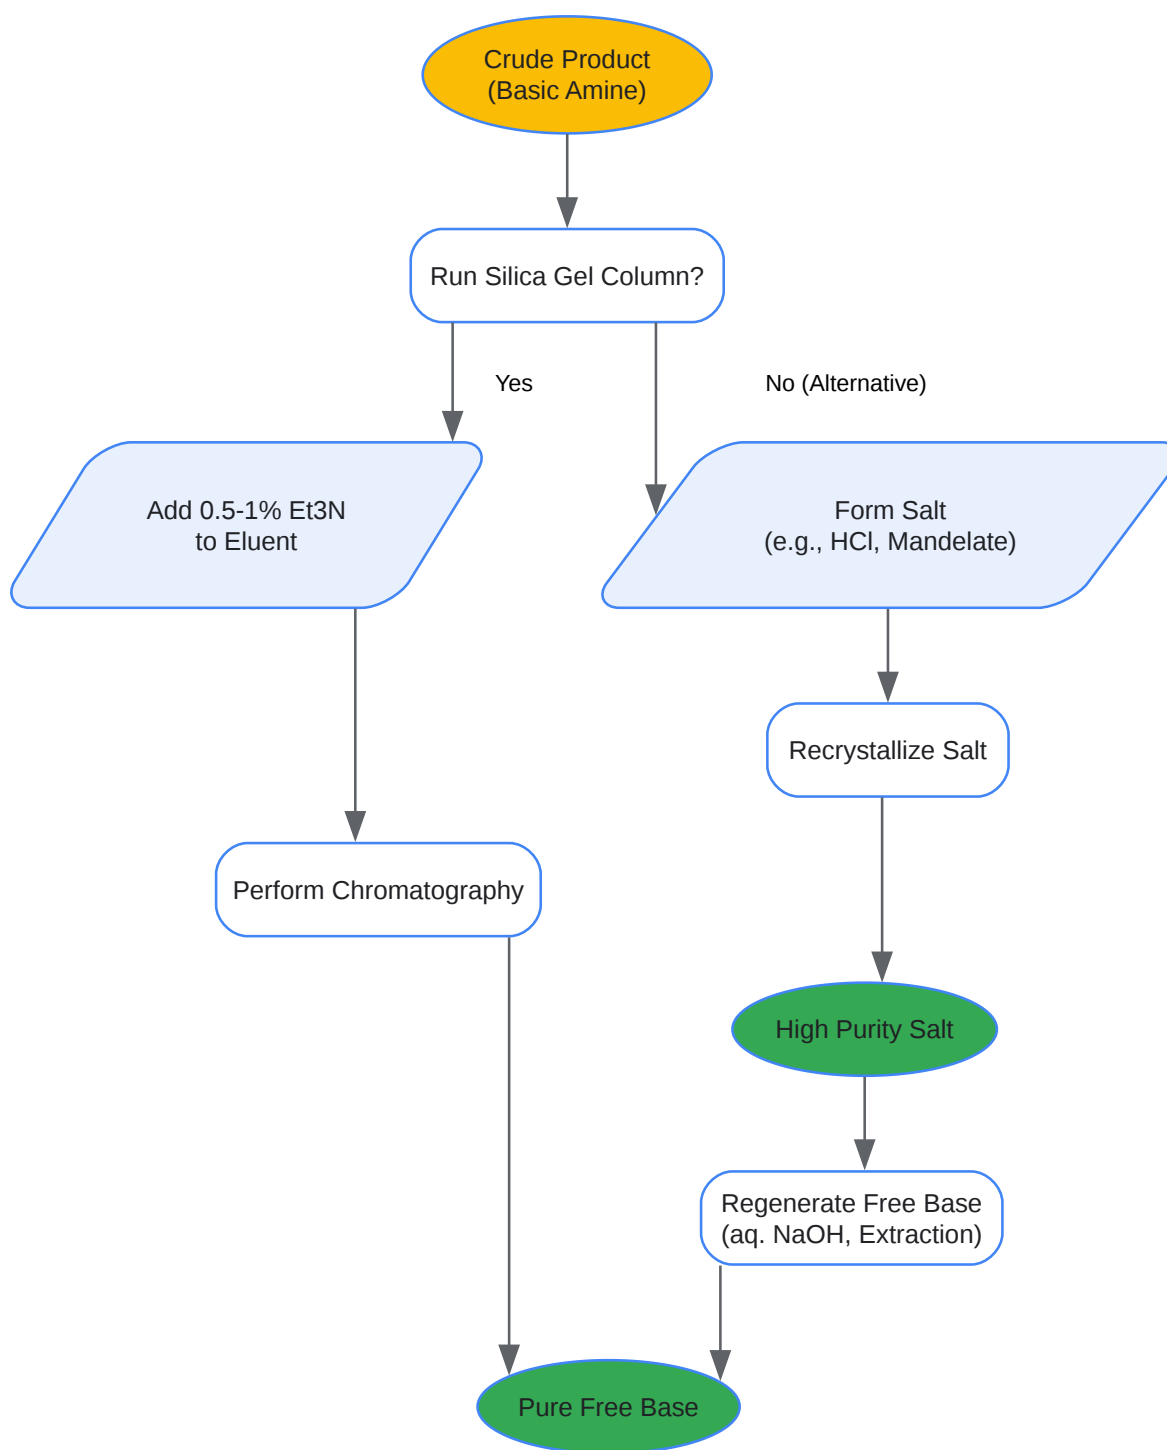 Crude Product
(Basic Amine)
Run Silica Gel Column?
Yes
No (Alternative)
Add 0.5-1% Et3N
to Eluent
Form Salt
(e.g., HCl, Mandelate)
Recrystallize Salt
Perform Chromatography
High Purity Salt
Regenerate Free Base
(aq. NaOH, Extraction)
Pure Free Base